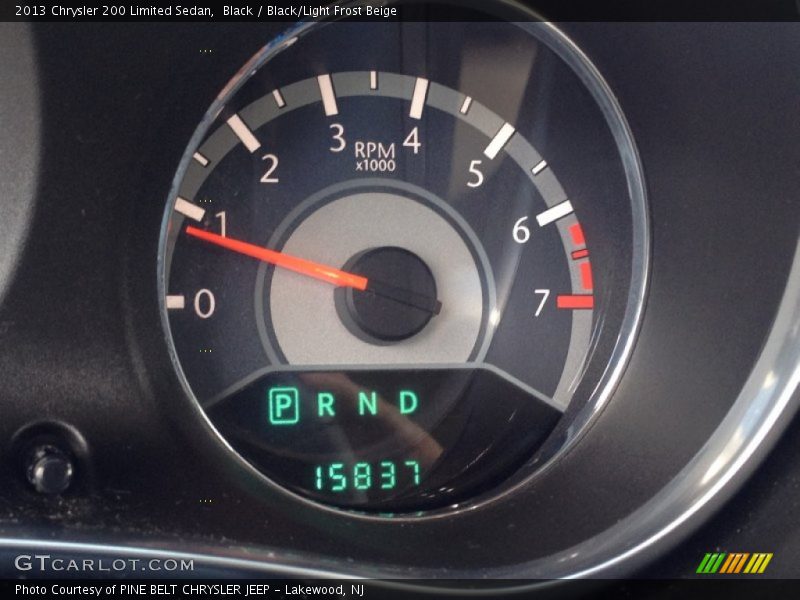 2013 Chrysler 200 Limited Sedan,  Black / Black/Light Frost Beige
3
RPM
x1000
4
2
5
1
6
0
7
P R N D
15837
GTCARLOT.COM
Photo Courtesy of PINE BELT CHRYSLER JEEP - Lakewood, NJ